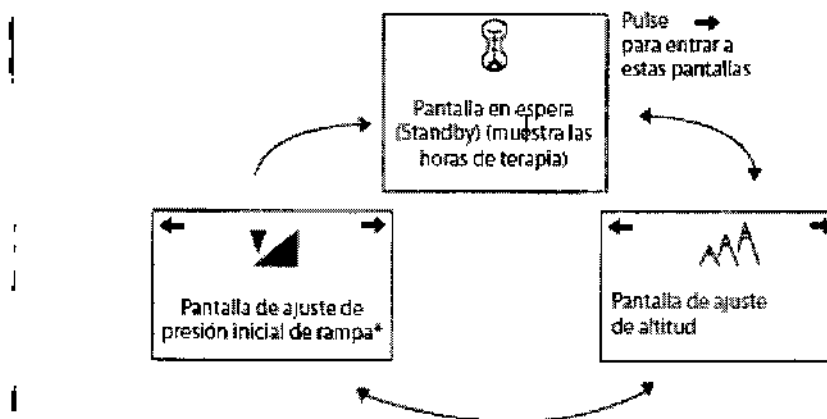 Pulse →
para entrar a
estas pantallas
Pantalla en espera
(Standby) (muestra las
horas de terapia)
Pantalla de ajuste de
presión inicial de rampa*
Pantalla de ajuste
de altitud